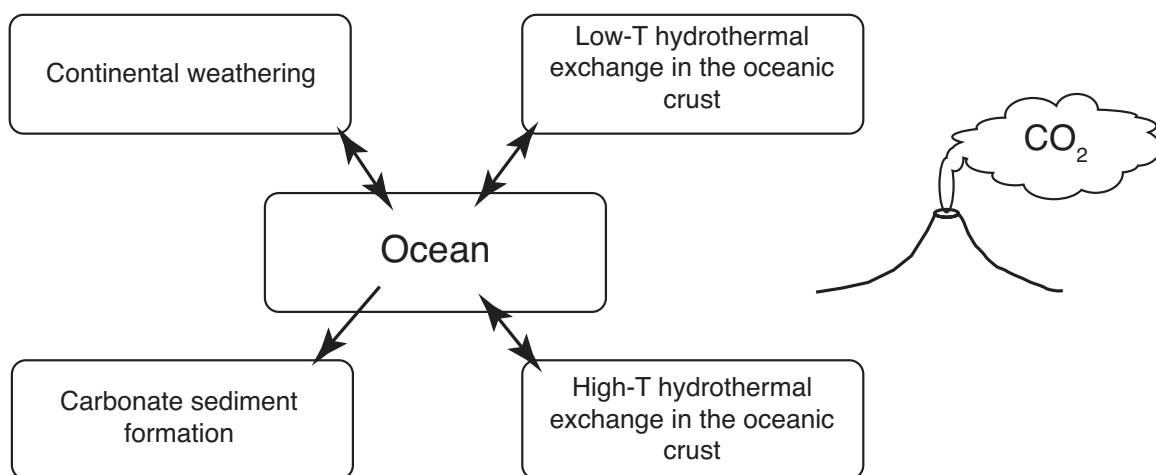 Continental weathering
Low-T hydrothermal
exchange in the oceanic
crust
CO₂
Ocean
Carbonate sediment
formation
High-T hydrothermal
exchange in the oceanic
crust